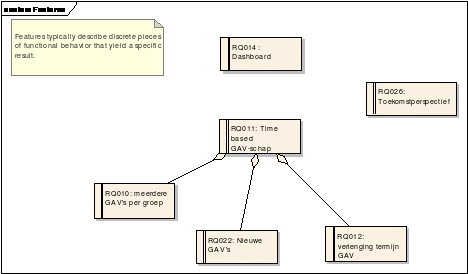 custom Features
Features typically describe discrete pieces
of functional behavior that yield a specific
result.
RQ014 :
Dashboard
RQ026:
Toekomstperspectief
RQ011: Time
based
GAV-schap
RQ010: meerdere
GAV's per groep
RQ022: Nieuwe
GAV's
RQ012:
verlenging termijn
GAV